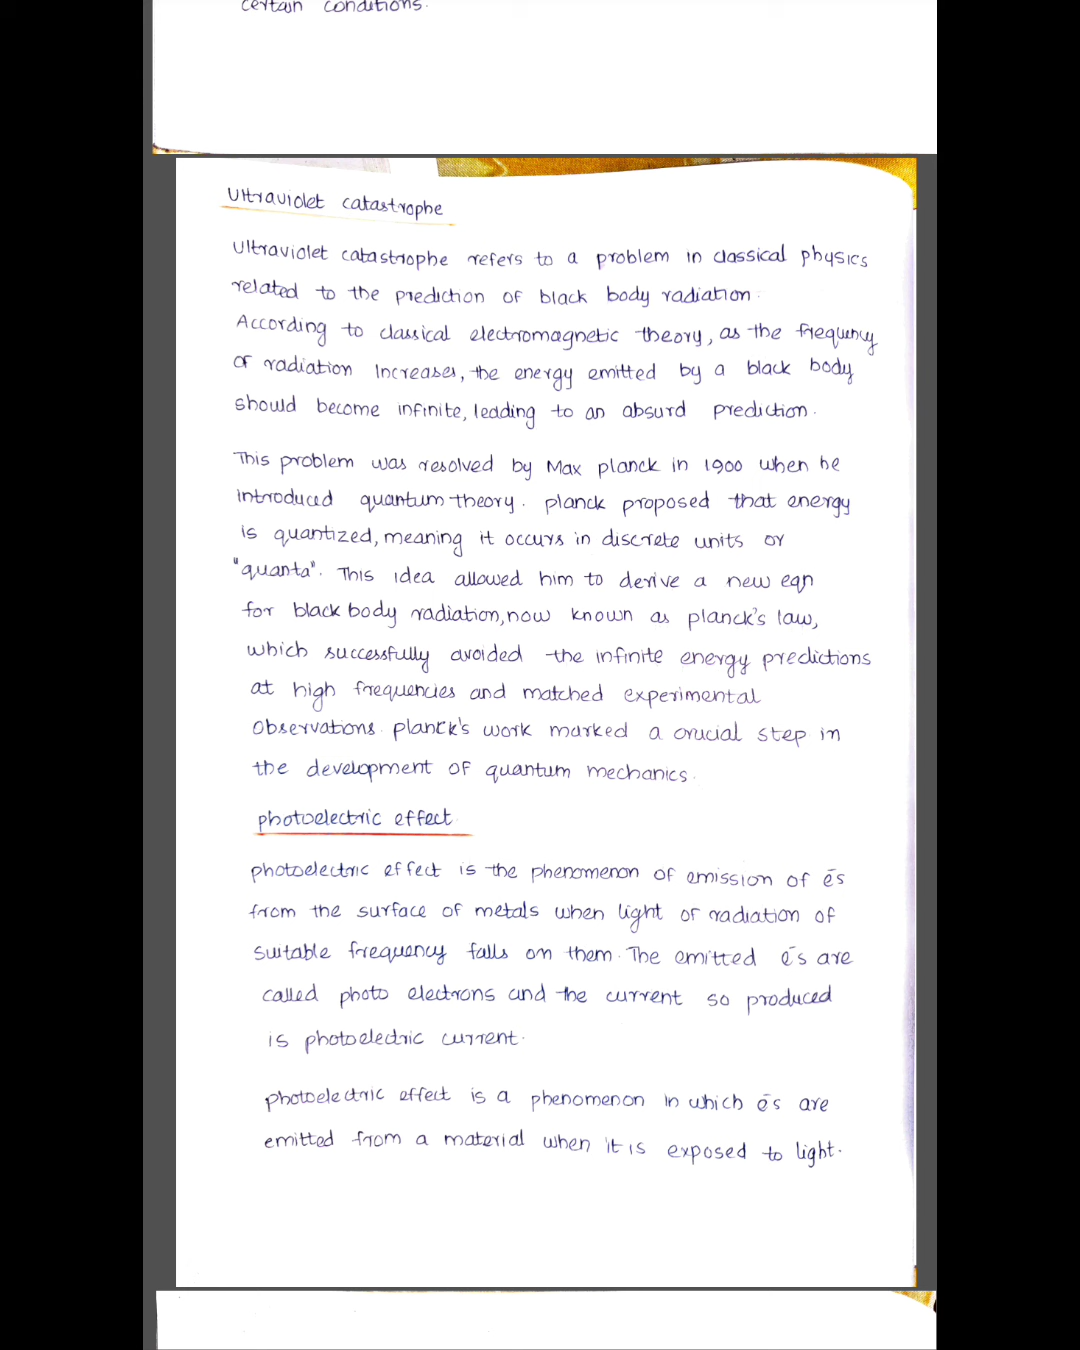 certain conditions.
Ultraviolet catastrophe
Ultraviolet catastrophe refers to a problem in classical physics
related to the prediction of black body radiation.
According to classical electromagnetic theory, as the frequency
of radiation increases, the energy emitted by a black body
should become infinite, leading to an absurd prediction.
This problem was resolved by Max planck in 1900 when he
introduced quantum theory. planck proposed that energy
is quantized, meaning it occurs in discrete units or
"quanta". This idea allowed him to derive a new eqn
for black body radiation, now known as planck's law,
which successfully avoided the infinite energy predictions
at high frequencies and matched experimental
observations. planck's work marked a crucial step in
the development of quantum mechanics.
photoelectric effect
photoelectric effect is the phenomenon of emission of ēs
from the surface of metals when light or radiation of
suitable frequency falls on them. The emitted ēs are
called photo electrons and the current so produced
is photoelectric current.
photoelectric effect is a phenomenon in which ēs are
emitted from a material when it is exposed to light.